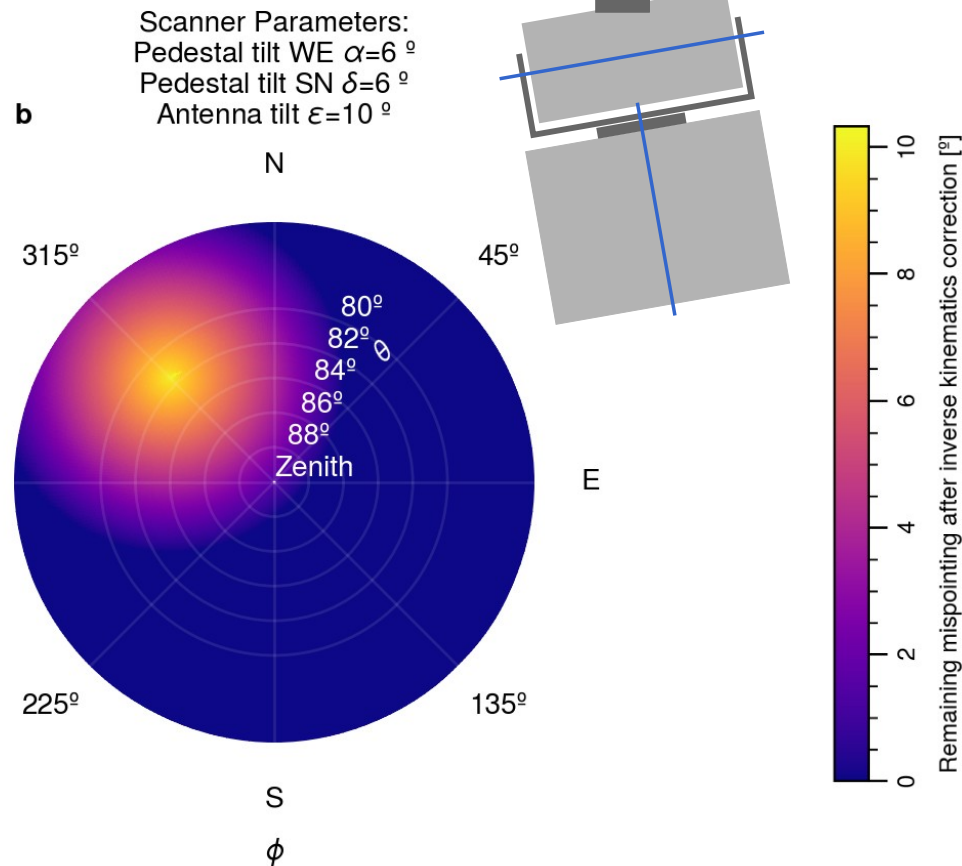 Scanner Parameters:
Pedestal tilt WE α=6 º
Pedestal tilt SN δ=6 º
Antenna tilt ε=10 º
b
N
315º
45º
80º
82º
θ
84º
86º
88º
Zenith
E
225º
135º
S
ϕ
10
8
6
4
2
0
Remaining mispointing after inverse kinematics correction [º]